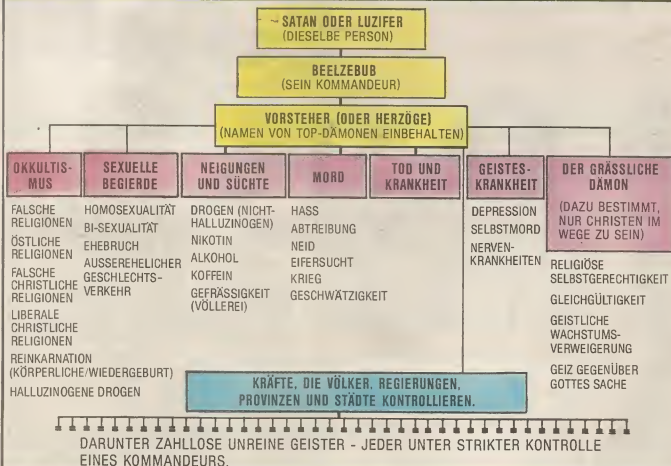 SATAN ODER LUZIFER
(DIESELBE PERSON)
BEELZEBUB
(SEIN KOMMANDEUR)
VORSTEHER (ODER HERZÖGE)
(NAMEN VON TOP-DÄMONEN EINBEHALTEN)
OKKULTIS-
MUS
FALSCHE
RELIGIONEN
ÖSTLICHE
RELIGIONEN
FALSCHE
CHRISTLICHE
RELIGIONEN
LIBERALE
CHRISTLICHE
RELIGIONEN
REINKARNATION
(KÖRPERLICHE/WIEDERGEBURT)
HALLUZINOGENE DROGEN
SEXUELLE
BEGIERDE
HOMOSEXUALITÄT
BI-SEXUALITÄT
EHEBRUCH
AUSSEREHELICHER
GESCHLECHTS-
VERKEHR
NEIGUNGEN
UND SÜCHTE
DROGEN (NICHT-
HALLUZINOGEN)
NIKOTIN
ALKOHOL
KOFFEIN
GEFRÄSSIGKEIT
(VÖLLEREI)
MORD
HASS
ABTREIBUNG
NEID
EIFERSUCHT
KRIEG
GESCHWÄTZIGKEIT
TOD UND
KRANKHEIT
GEISTES-
KRANKHEIT
DEPRESSION
SELBSTMORD
NERVEN-
KRANKHEITEN
DER GRÄSSLICHE
DÄMON
(DAZU BESTIMMT,
NUR CHRISTEN IM
WEGE ZU SEIN)
RELIGIÖSE
SELBSTGERECHTIGKEIT
GLEICHGÜLTIGKEIT
GEISTLICHE
WACHSTUMS-
VERWEIGERUNG
GEIZ GEGENÜBER
GOTTES SACHE
KRÄFTE, DIE VÖLKER, REGIERUNGEN,
PROVINZEN UND STÄDTE KONTROLLIEREN.
DARUNTER ZAHLLOSE UNREINE GEISTER - JEDER UNTER STRIKTER KONTROLLE
EINES KOMMANDEURS.